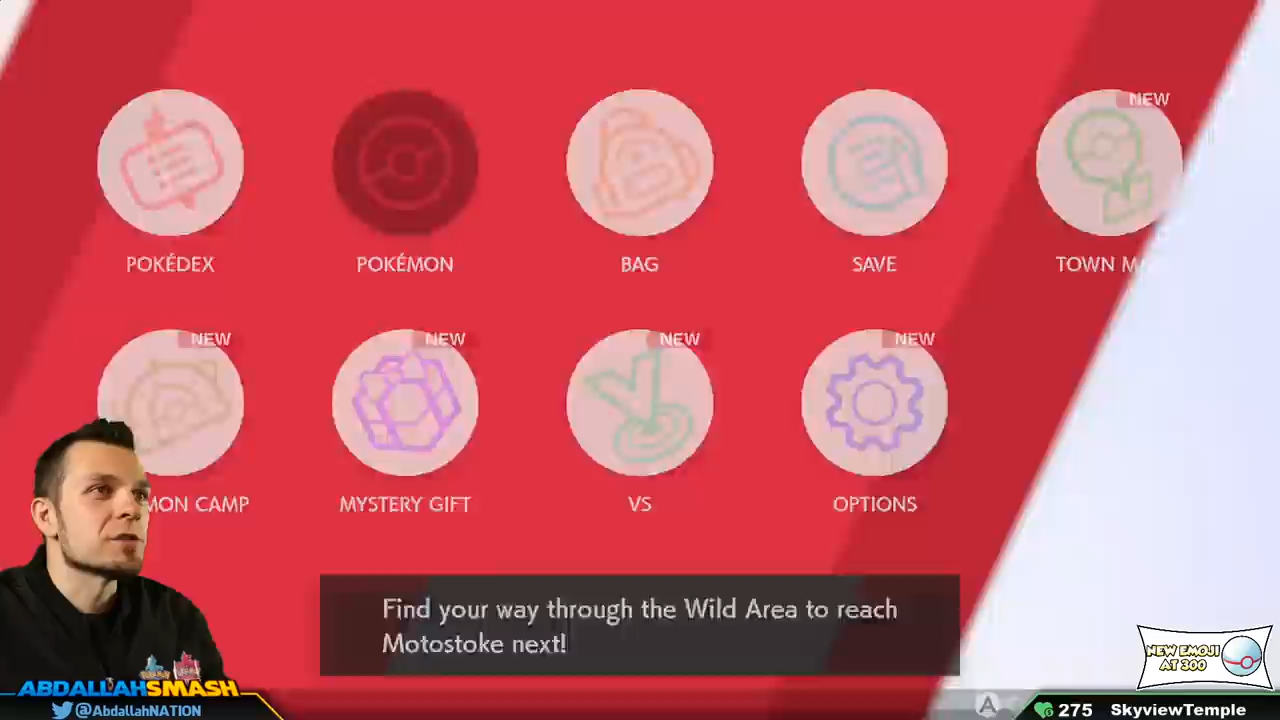 NEW
POKÉDEX
POKÉMON
BAG
SAVE
TOWN M
NEW
NEW
NEW
NEW
MON CAMP
MYSTERY GIFT
VS
OPTIONS
Find your way through the Wild Area to reach
Motostoke next!
NEW EMOJI
AT 300
ABDALLAHSMASH
@AbdallahNATION
A
275 SkyviewTemple